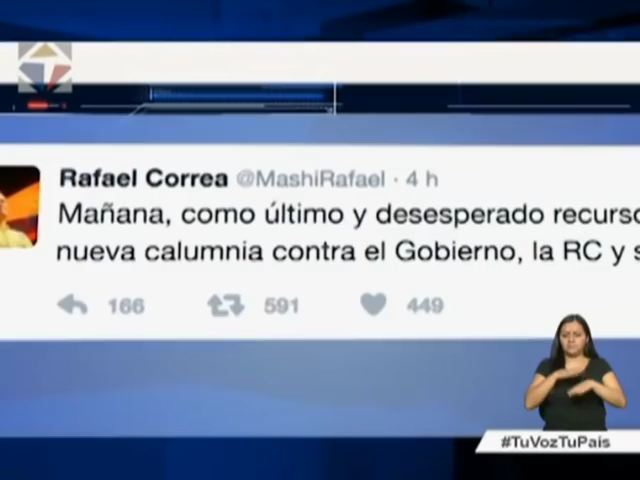 Rafael Correa @MashiRafael · 4 h
Mañana, como último y desesperado recurso
nueva calumnia contra el Gobierno, la RC y s
166 591 449
#TuVozTuPais